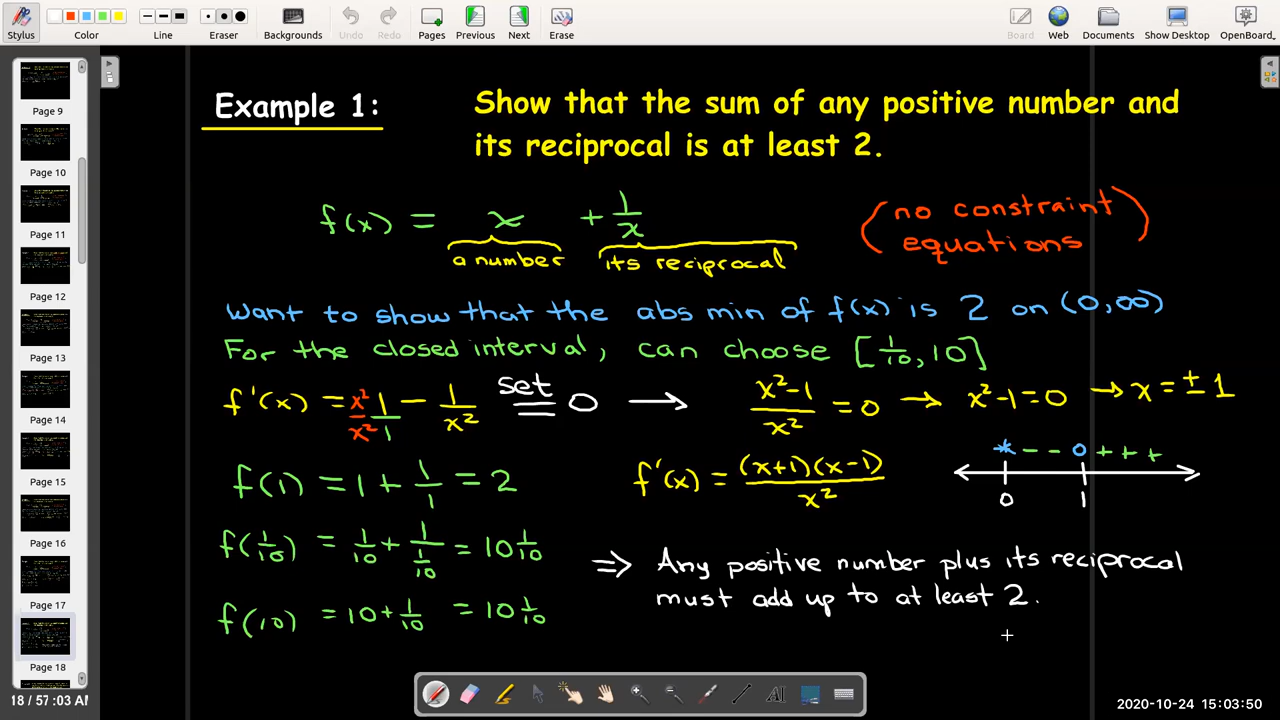 Stylus
Color
Line
Eraser
Backgrounds
Undo
Redo
Pages
Previous
Next
Erase
Board
Web
Documents
Show Desktop
OpenBoard
Page 9
Page 10
Page 11
Page 12
Page 13
Page 14
Page 15
Page 16
Page 17
Page 18
18 / 57:03 AM
Example 1:
Show that the sum of any positive number and
its reciprocal is at least 2.
f(x) = x + 1/x
a number its reciprocal
(no constraint
equations)
Want to show that the abs min of f(x) is 2 on (0,∞)
For the closed interval, can choose [1/10, 10]
f'(x) = x²/x² 1/1 − 1/x² set = 0 → (x²-1)/x² = 0 → x²-1=0 → x = ± 1
f(1) = 1 + 1/1 = 2
f'(x) = (x+1)(x-1)/x²
* - - 0 + + +
0 1
f(1/10) = 1/10 + 1/(1/10) = 10 1/10
f(10) = 10 + 1/10 = 10 1/10
⇒ Any positive number plus its reciprocal
must add up to at least 2.
2020-10-24 15:03:50